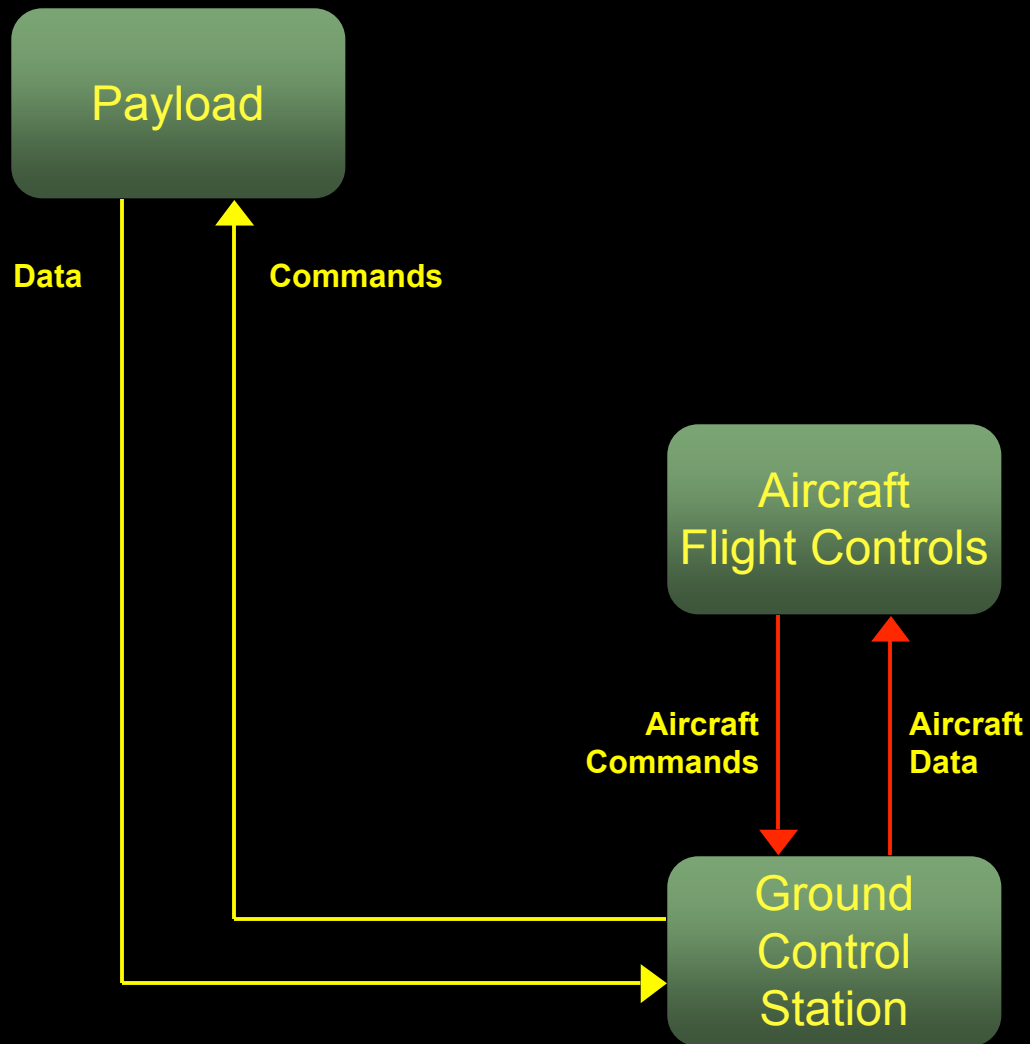 Payload
Data
Commands
Aircraft
Flight Controls
Aircraft
Commands
Aircraft
Data
Ground
Control
Station